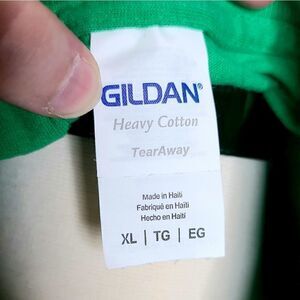 GILDAN®
Heavy Cotton
TearAway
Made in Haiti
Fabriqué en Haïti
Hecho en Haití
XL | TG | EG